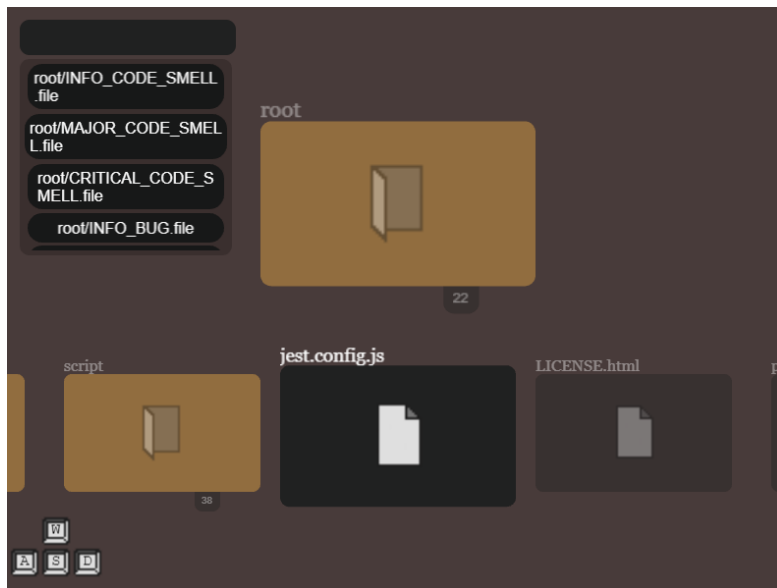 root/INFO_CODE_SMELL
.file
root/MAJOR_CODE_SMEL
L.file
root/CRITICAL_CODE_S
MELL.file
root/INFO_BUG.file
root
22
script
jest.config.js
LICENSE.html
p
38
W
A S D